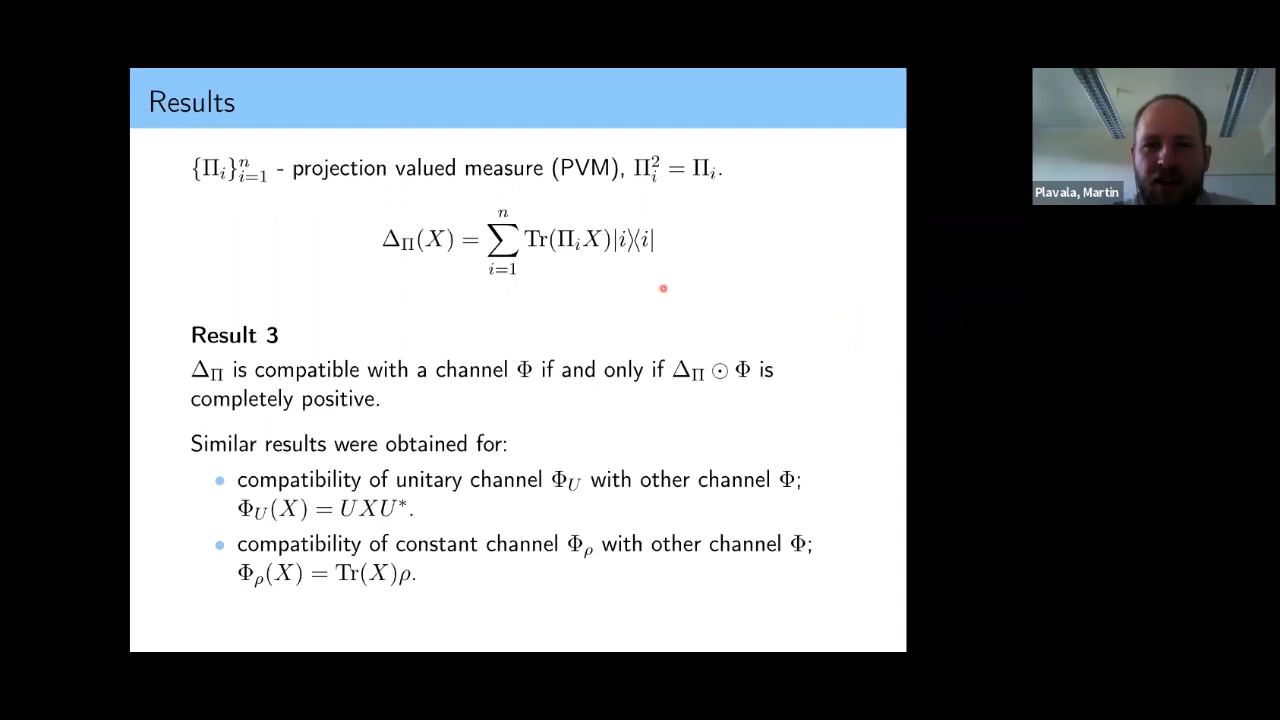 Results
{Π_i}_{i=1}^n - projection valued measure (PVM), Π_i^2 = Π_i.
Δ_Π(X) = ∑_{i=1}^n Tr(Π_i X)|i⟩⟨i|
Result 3
Δ_Π is compatible with a channel Φ if and only if Δ_Π ⊙ Φ is
completely positive.
Similar results were obtained for:
• compatibility of unitary channel Φ_U with other channel Φ;
Φ_U(X) = UXU*.
• compatibility of constant channel Φ_ρ with other channel Φ;
Φ_ρ(X) = Tr(X)ρ.
Plavala, Martin